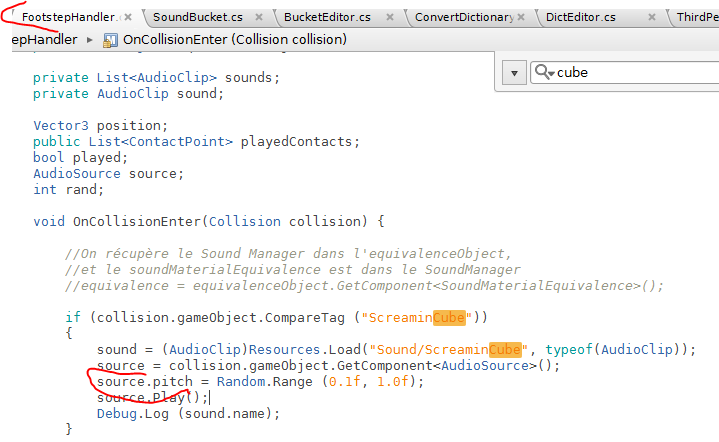 FootstepHandler. SoundBucket.cs × BucketEditor.cs × ConvertDictionary DictEditor.cs × ThirdPe
epHandler ▸ OnCollisionEnter (Collision collision)
cube
private List<AudioClip> sounds;
private AudioClip sound;
Vector3 position;
public List<ContactPoint> playedContacts;
bool played;
AudioSource source;
int rand;
void OnCollisionEnter(Collision collision) {
//On récupère le Sound Manager dans l'equivalenceObject,
//et le soundMaterialEquivalence est dans le SoundManager
//equivalence = equivalenceObject.GetComponent<SoundMaterialEquivalence>();
if (collision.gameObject.CompareTag ("ScreaminCube"))
{
sound = (AudioClip)Resources.Load("Sound/ScreaminCube", typeof(AudioClip));
source = collision.gameObject.GetComponent<AudioSource>();
source.pitch = Random.Range (0.1f, 1.0f);
source.Play();
Debug.Log (sound.name);
}